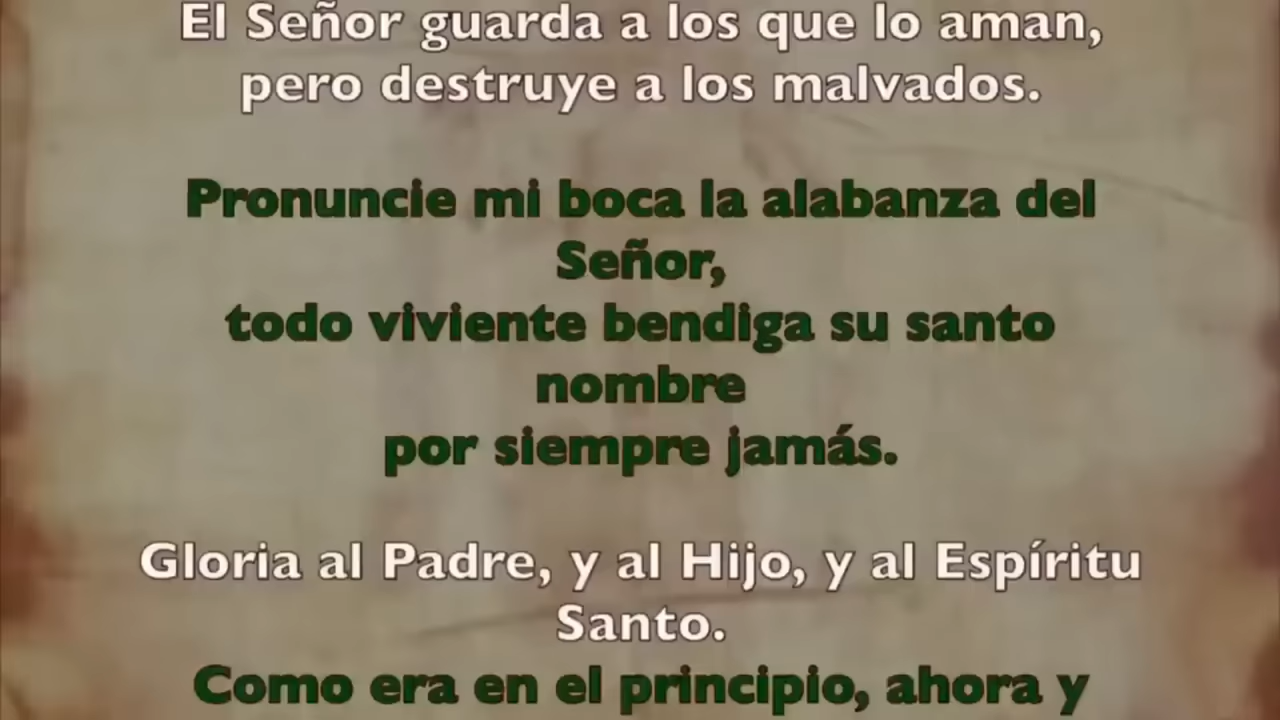 El Señor guarda a los que lo aman,
pero destruye a los malvados.
Pronuncie mi boca la alabanza del
Señor,
todo viviente bendiga su santo
nombre
por siempre jamás.
Gloria al Padre, y al Hijo, y al Espíritu
Santo.
Como era en el principio, ahora y